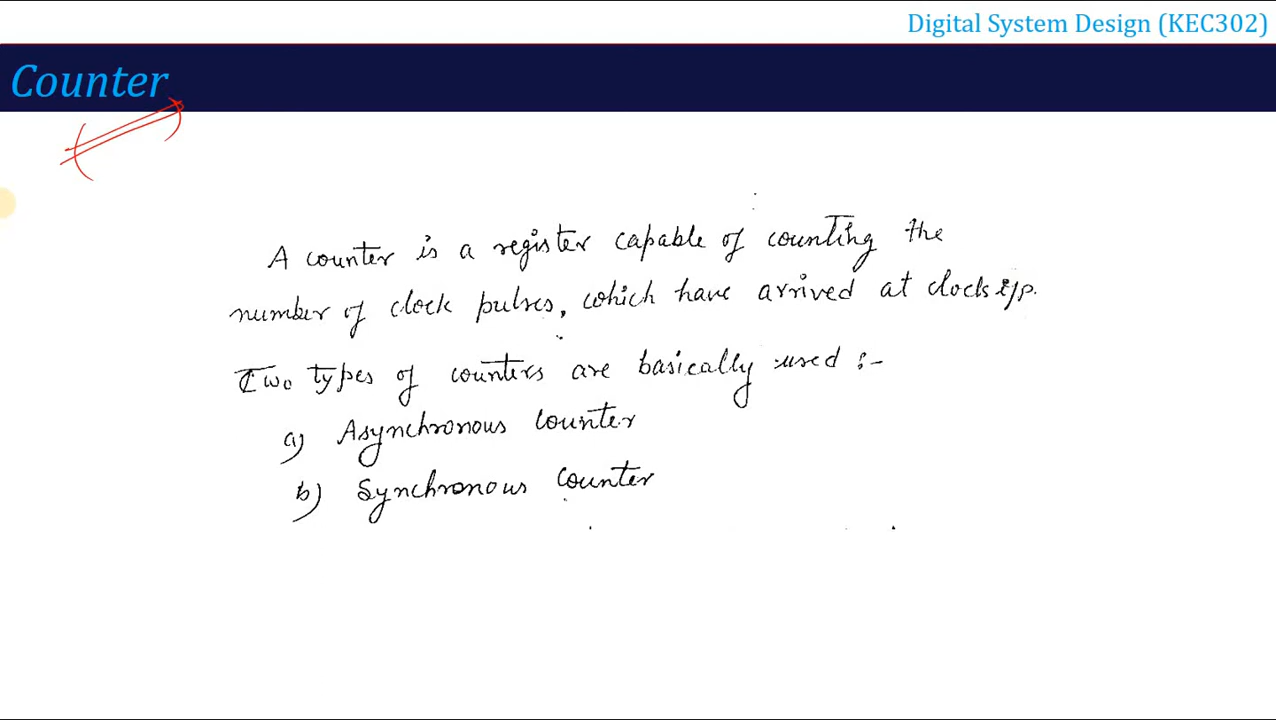 Digital System Design (KEC302)
Counter
A counter is a register capable of counting the
number of clock pulses, which have arrived at clock i/p.
Two types of counters are basically used :-
a) Asynchronous counter
b) Synchronous counter